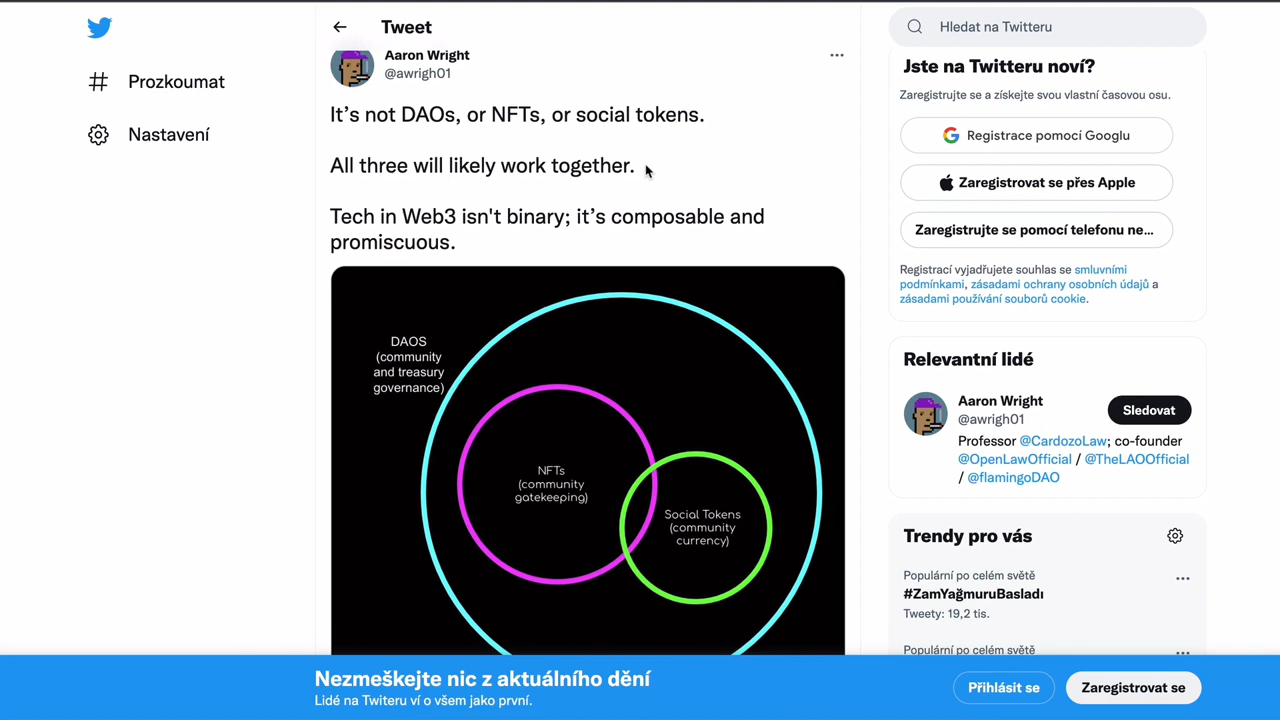 Prozkoumat
Nastavení
Tweet
Aaron Wright
@awrigh01
It’s not DAOs, or NFTs, or social tokens.
All three will likely work together.
Tech in Web3 isn't binary; it’s composable and
promiscuous.
DAOS
(community
and treasury
governance)
NFTs
(community
gatekeeping)
Social Tokens
(community
currency)
Hledat na Twitteru
Jste na Twitteru noví?
Zaregistrujte se a získejte svou vlastní časovou osu.
Registrace pomocí Googlu
Zaregistrovat se přes Apple
Zaregistrujte se pomocí telefonu ne…
Registrací vyjadřujete souhlas se smluvními
podmínkami, zásadami ochrany osobních údajů a
zásadami používání souborů cookie.
Relevantní lidé
Aaron Wright
@awrigh01
Sledovat
Professor @CardozoLaw; co-founder
@OpenLawOfficial / @TheLAOOfficial
/ @flamingoDAO
Trendy pro vás
Populární po celém světě
#ZamYağmuruBasladı
Tweety: 19,2 tis.
Populární po celém světě
Nezmeškejte nic z aktuálního dění
Lidé na Twiteru ví o všem jako první.
Přihlásit se
Zaregistrovat se